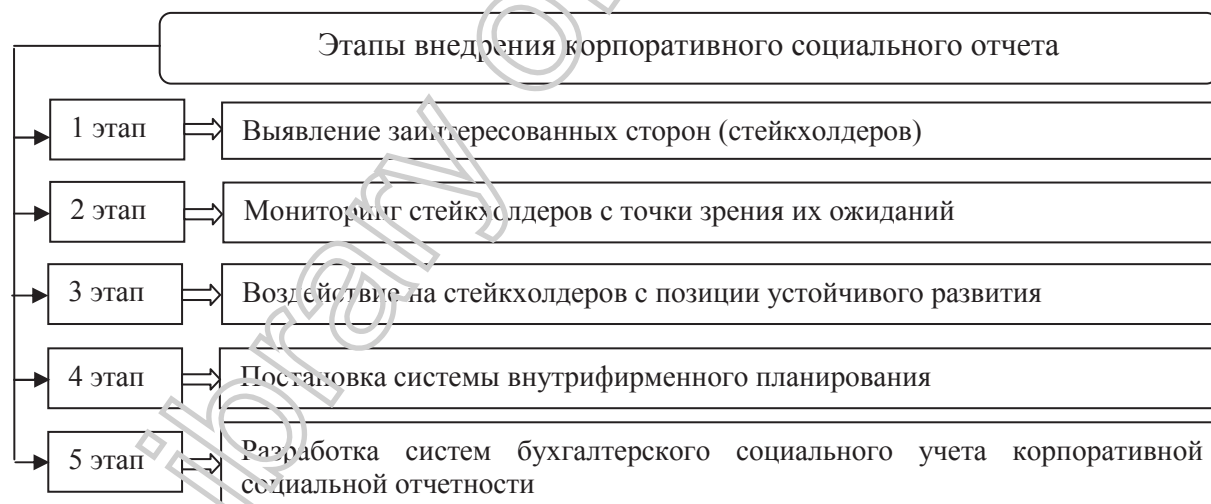 Этапы внедрения корпоративного социального отчета
1 этап
Выявление заинтересованных сторон (стейкхолдеров)
2 этап
Мониторинг стейкхолдеров с точки зрения их ожиданий
3 этап
Воздействие на стейкхолдеров с позиции устойчивого развития
4 этап
Постановка системы внутрифирменного планирования
5 этап
Разработка систем бухгалтерского социального учета корпоративной
социальной отчетности